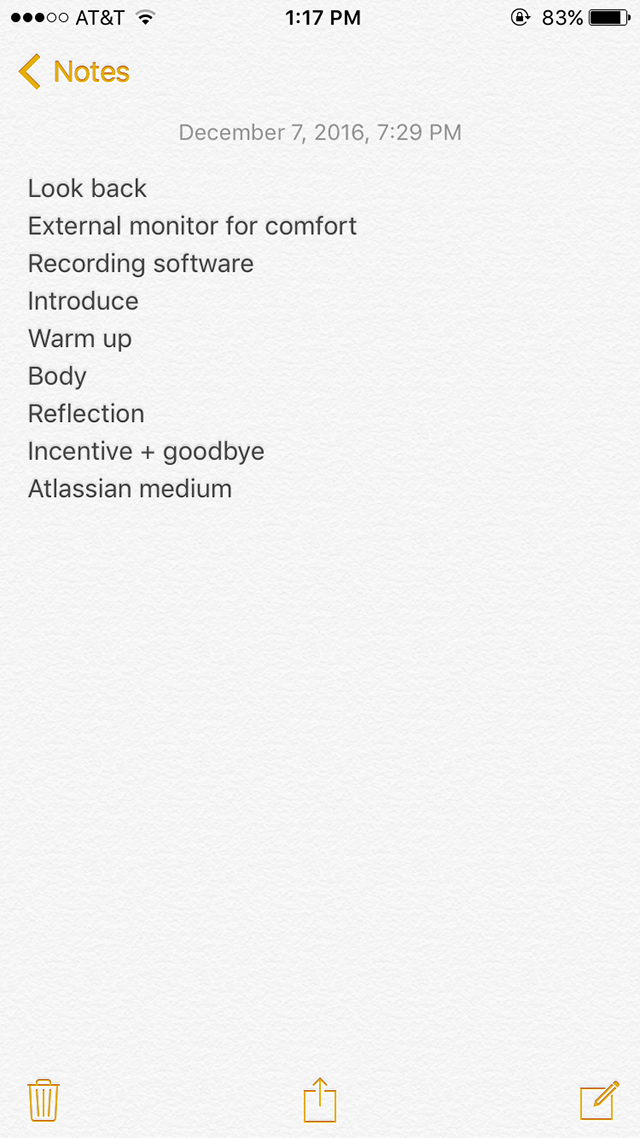 AT&T 1:17 PM 83%
Notes
December 7, 2016, 7:29 PM
Look back
External monitor for comfort
Recording software
Introduce
Warm up
Body
Reflection
Incentive + goodbye
Atlassian medium